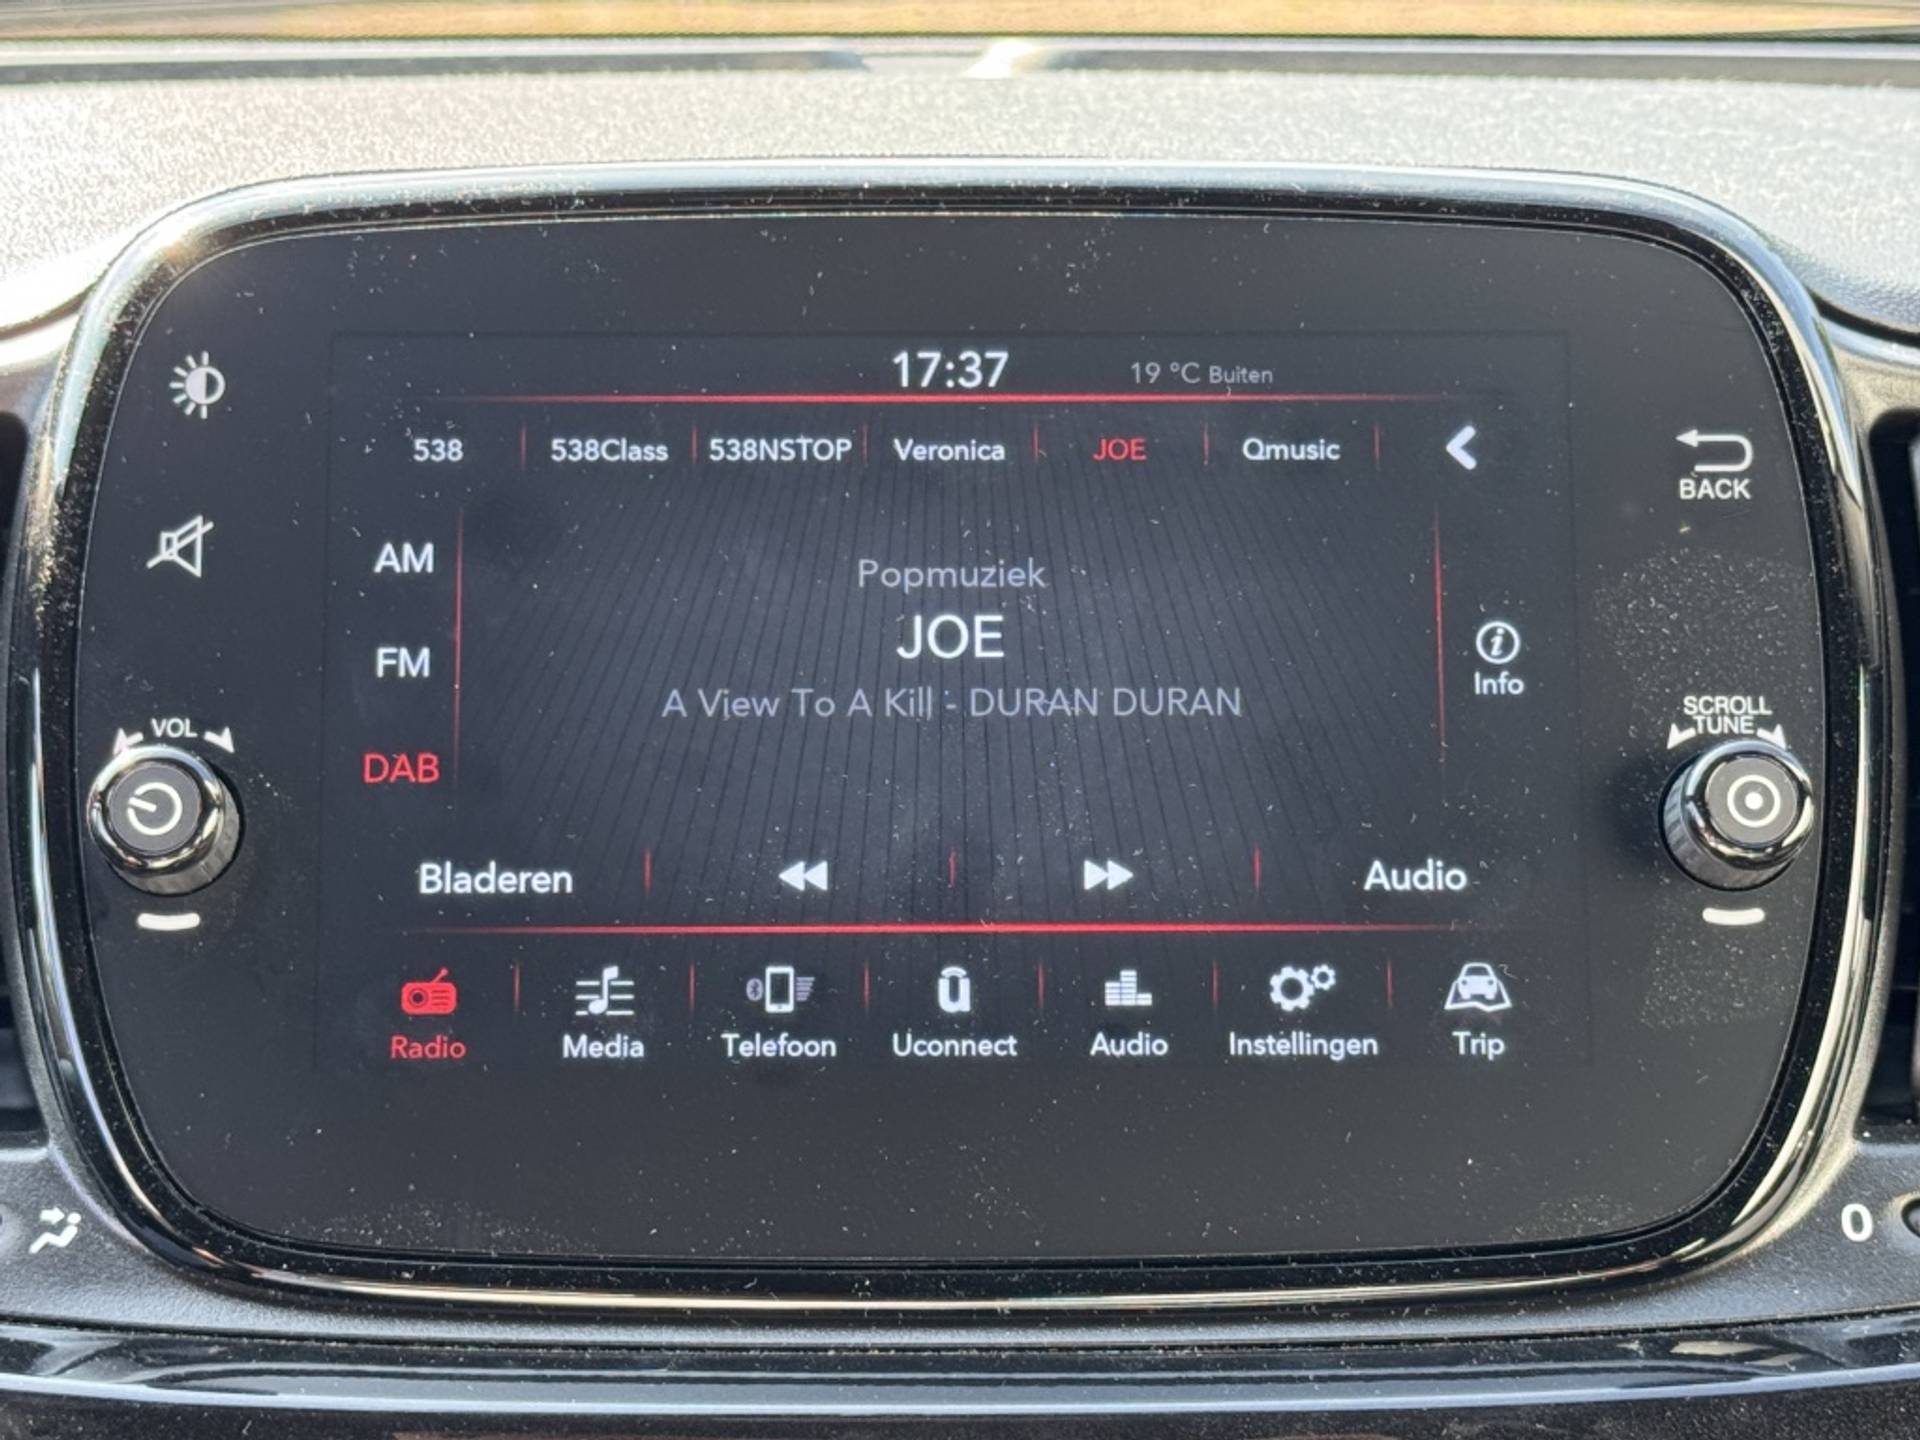 17:37 19 °C Buiten
538 538Class 538NSTOP Veronica JOE Qmusic
BACK
AM
Popmuziek
JOE
FM
Info
A View To A Kill - DURAN DURAN
VOL
SCROLL
TUNE
DAB
Bladeren Audio
Radio Media Telefoon Uconnect Audio Instellingen Trip
0